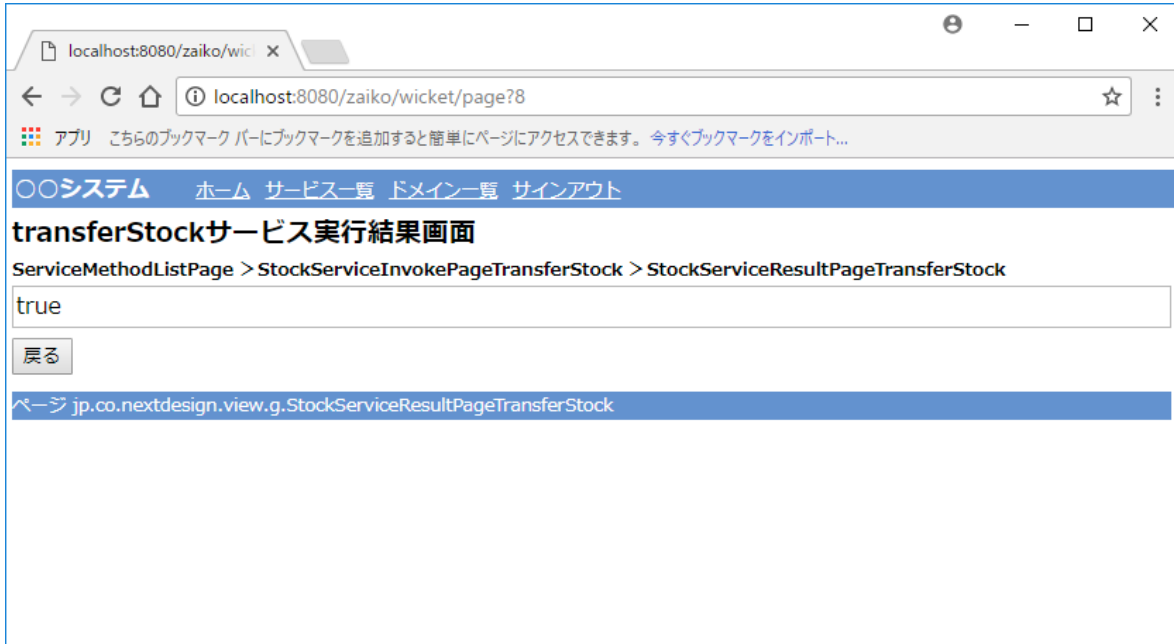 localhost:8080/zaiko/wic
localhost:8080/zaiko/wicket/page?8
アプリ こちらのブックマーク バーにブックマークを追加すると簡単にページにアクセスできます。 今すぐブックマークをインポート...
○○システム ホーム サービス一覧 ドメイン一覧 サインアウト
transferStockサービス実行結果画面
ServiceMethodListPage > StockServiceInvokePageTransferStock > StockServiceResultPageTransferStock
true
戻る
ページ jp.co.nextdesign.view.g.StockServiceResultPageTransferStock